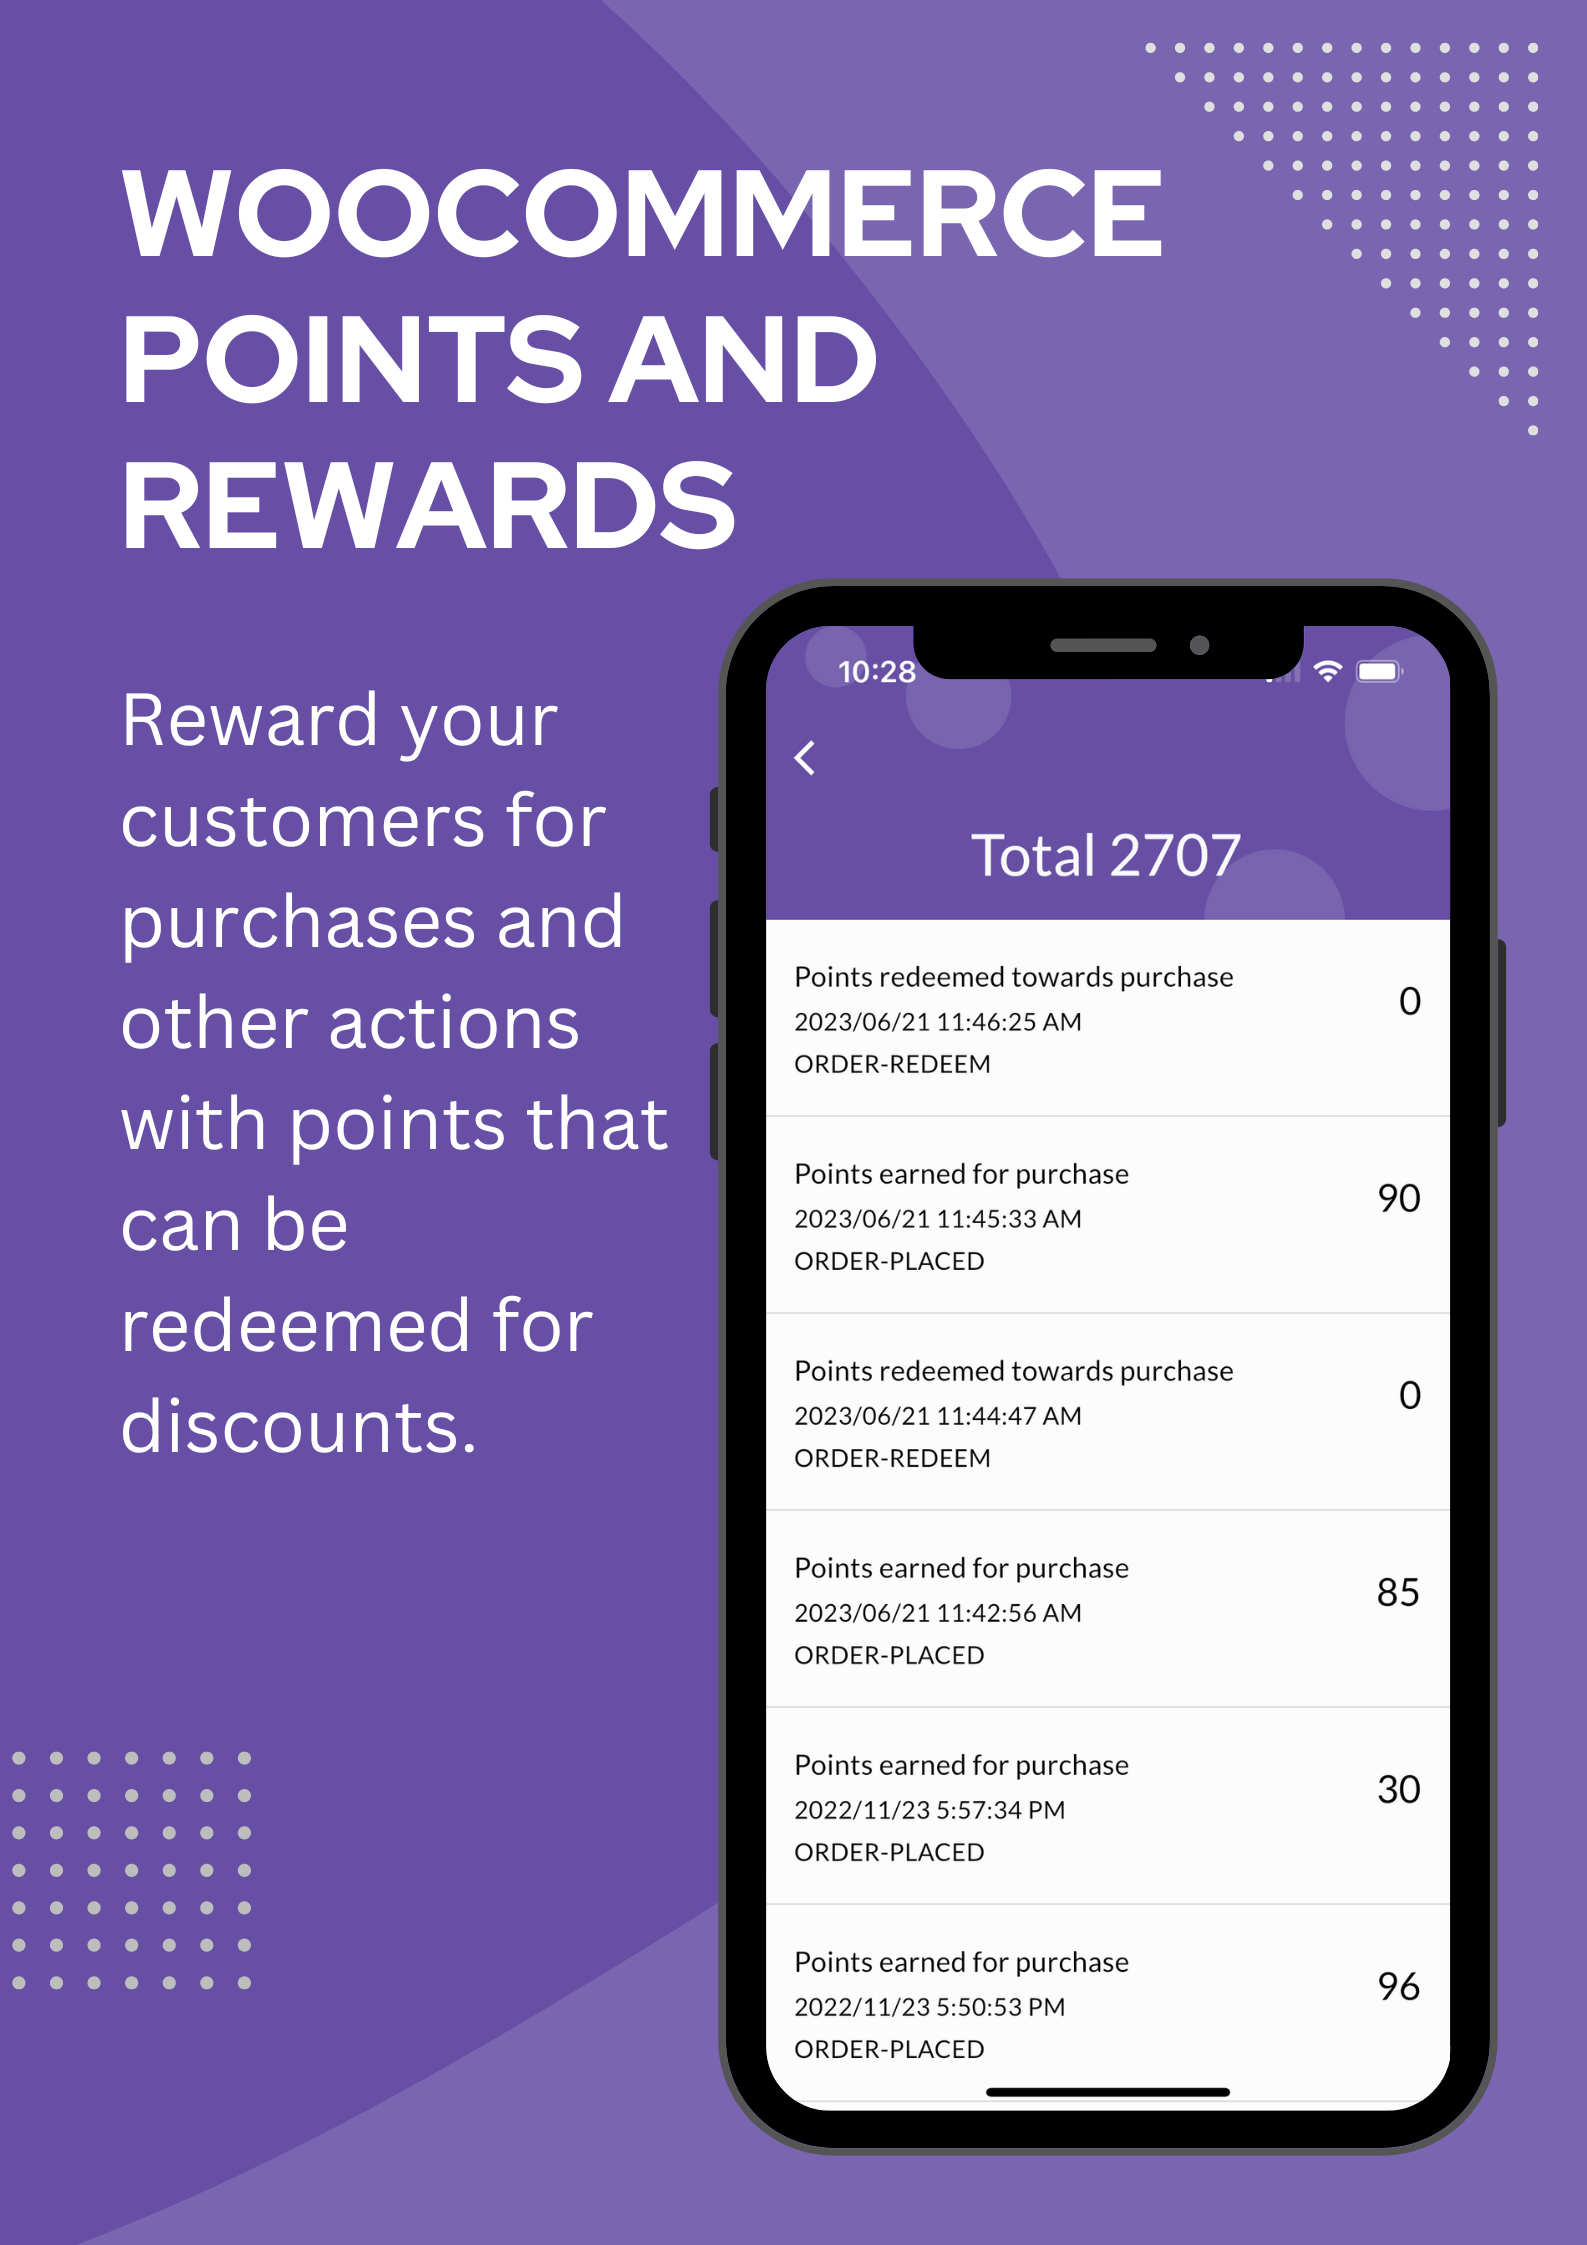 WOOCOMMERCE
POINTS AND
REWARDS
Reward your
customers for
purchases and
other actions
with points that
can be
redeemed for
discounts.
10:28
Total 2707
Points redeemed towards purchase
0
2023/06/21 11:46:25 AM
ORDER-REDEEM
Points earned for purchase
90
2023/06/21 11:45:33 AM
ORDER-PLACED
Points redeemed towards purchase
0
2023/06/21 11:44:47 AM
ORDER-REDEEM
Points earned for purchase
85
2023/06/21 11:42:56 AM
ORDER-PLACED
Points earned for purchase
30
2022/11/23 5:57:34 PM
ORDER-PLACED
Points earned for purchase
96
2022/11/23 5:50:53 PM
ORDER-PLACED